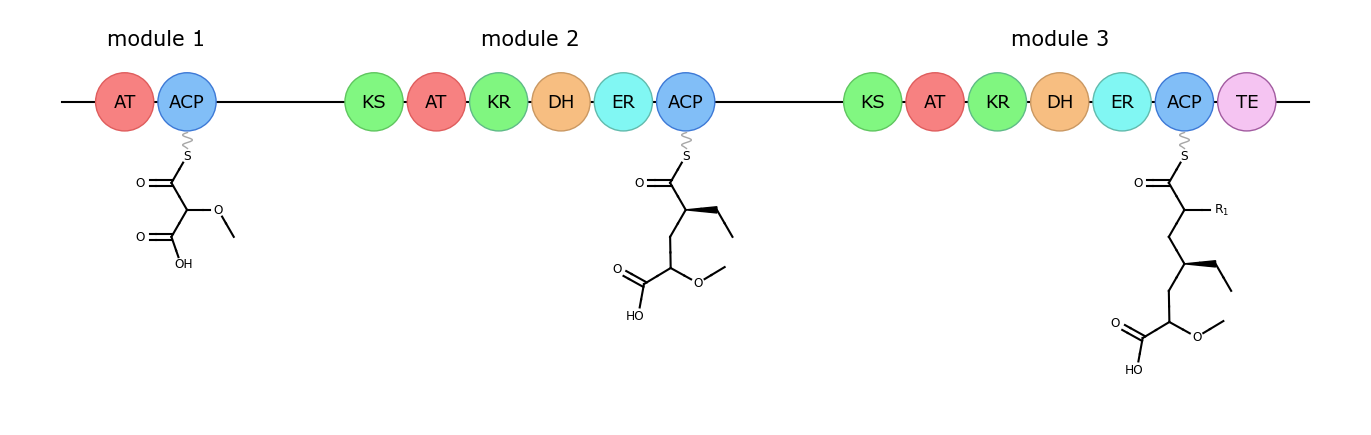 module 1
module 2
module 3
AT ACP KS AT KR DH ER ACP KS AT KR DH ER ACP TE
S S S
O O O
O R1
O
OH
O O
HO
O O
HO